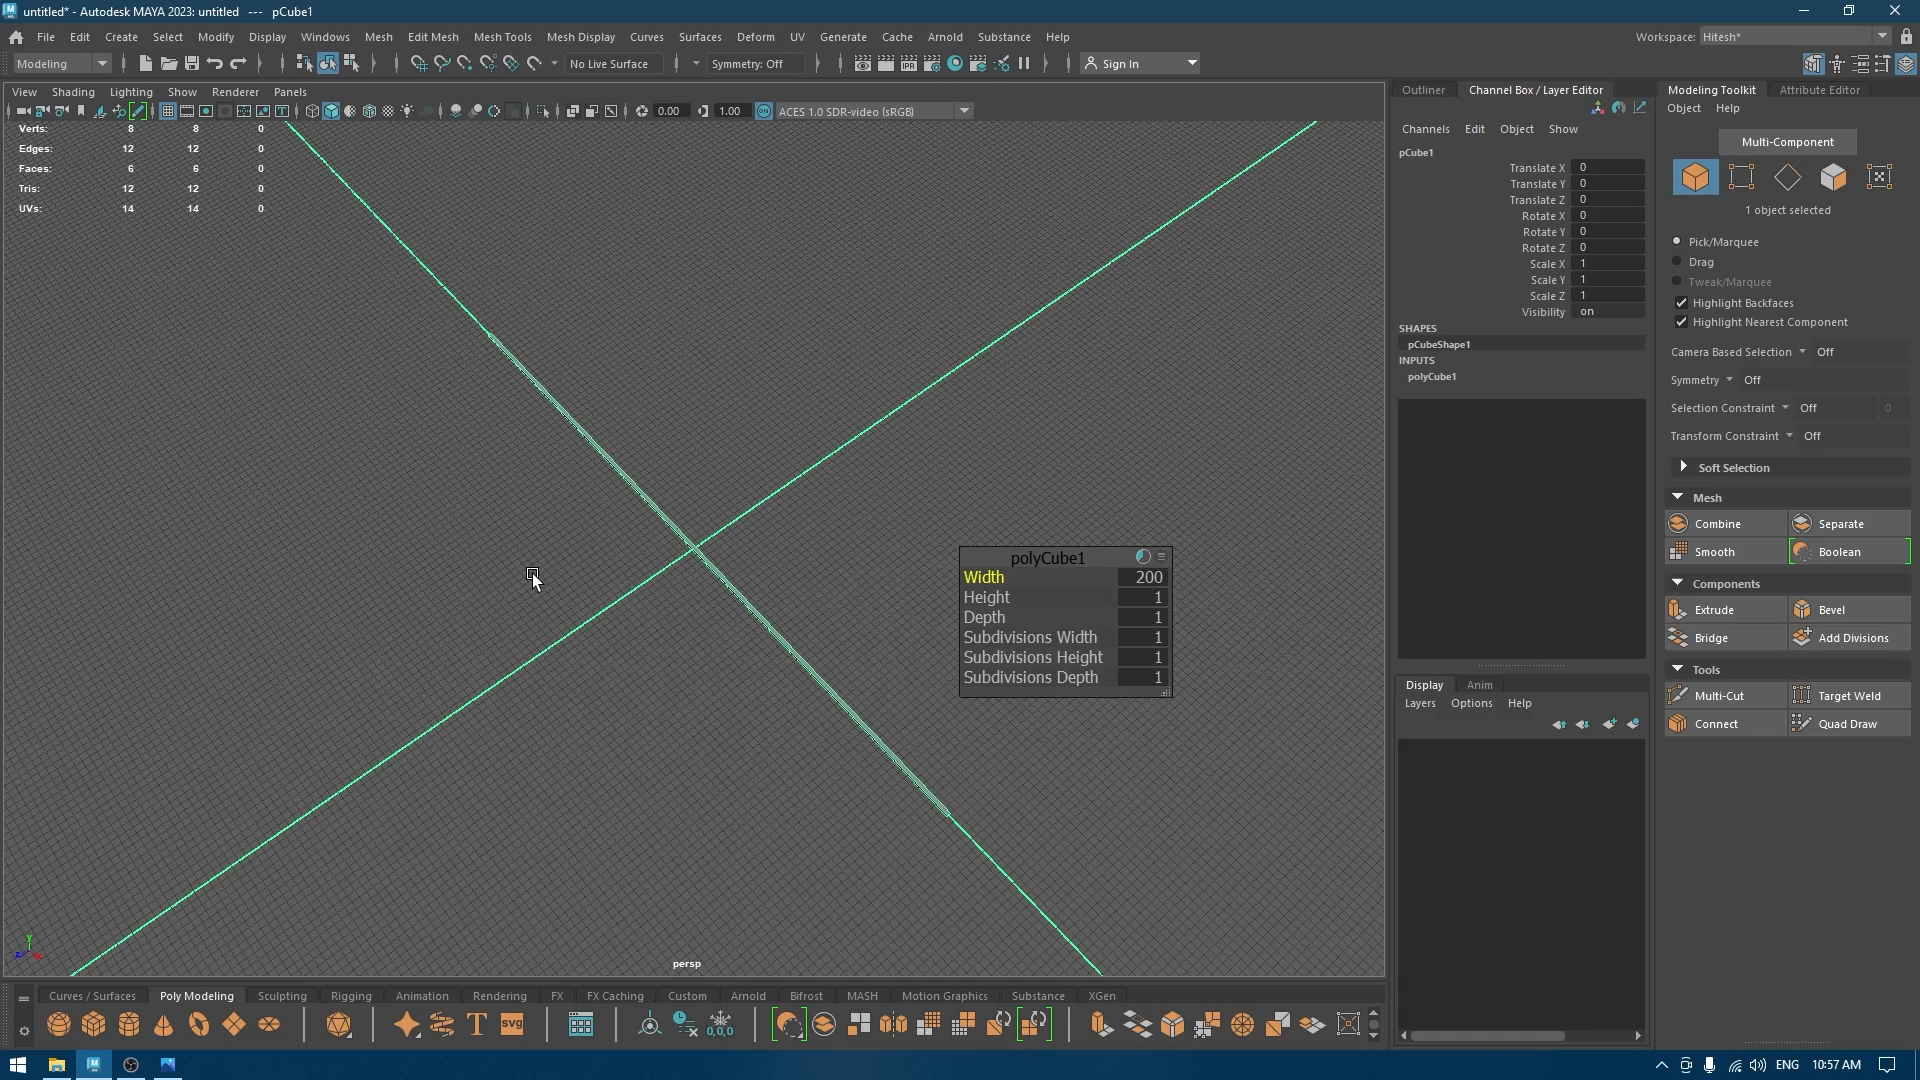 untitled* - Autodesk MAYA 2023: untitled --- pCube1
File Edit Create Select Modify Display Windows Mesh Edit Mesh Mesh Tools Mesh Display Curves Surfaces Deform UV Generate Cache Arnold Substance Help
Workspace: Hitesh*
Modeling
No Live Surface
Symmetry: Off
IPR
Sign In
View Shading Lighting Show Renderer Panels
0.00
1.00
ON
ACES 1.0 SDR-video (sRGB)
Verts: 8 8 0
Edges: 12 12 0
Faces: 6 6 0
Tris: 12 12 0
UVs: 14 14 0
polyCube1
Width 200
Height 1
Depth 1
Subdivisions Width 1
Subdivisions Height 1
Subdivisions Depth 1
y
z
x
persp
Outliner Channel Box / Layer Editor
Channels Edit Object Show
pCube1
Translate X 0
Translate Y 0
Translate Z 0
Rotate X 0
Rotate Y 0
Rotate Z 0
Scale X 1
Scale Y 1
Scale Z 1
Visibility on
SHAPES
pCubeShape1
INPUTS
polyCube1
Display Anim
Layers Options Help
Modeling Toolkit Attribute Editor
Object Help
Multi-Component
1 object selected
Pick/Marquee
Drag
Tweak/Marquee
Highlight Backfaces
Highlight Nearest Component
Camera Based Selection Off
Symmetry Off
Selection Constraint Off 0
Transform Constraint Off
Soft Selection
Mesh
Combine Separate
Smooth Boolean
Components
Extrude Bevel
Bridge Add Divisions
Tools
Multi-Cut Target Weld
Connect Quad Draw
Curves / Surfaces Poly Modeling Sculpting Rigging Animation Rendering FX FX Caching Custom Arnold Bifrost MASH Motion Graphics Substance XGen
T
SVG
0,0,0
M
ENG 10:57 AM